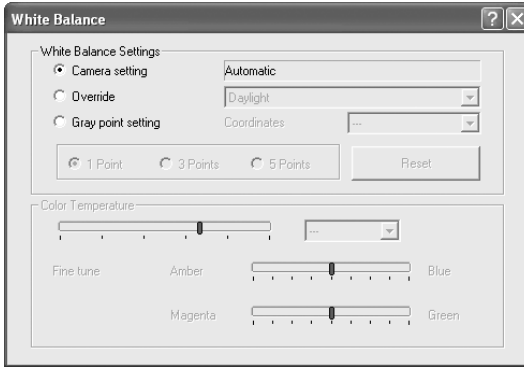 White Balance
White Balance Settings
Camera setting Automatic
Override Daylight
Gray point setting Coordinates ---
1 Point 3 Points 5 Points Reset
Color Temperature
---
Fine tune Amber Blue
Magenta Green